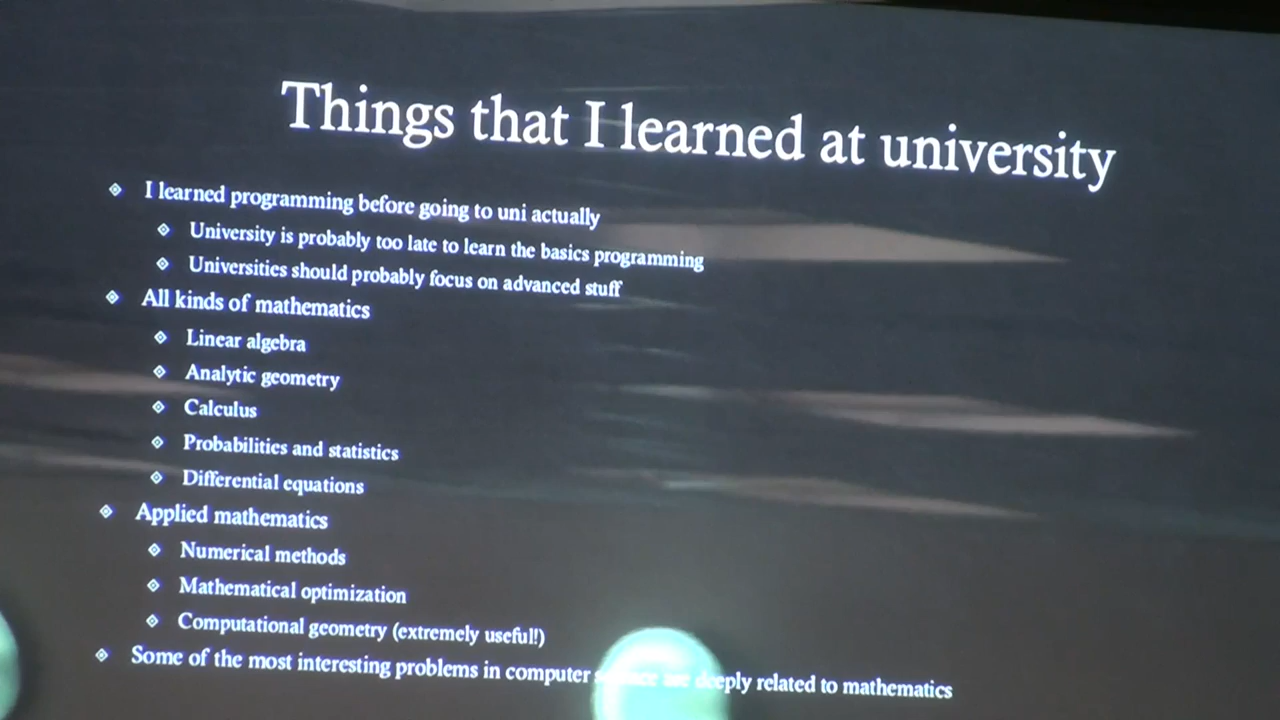 Things that I learned at university
I learned programming before going to uni actually
University is probably too late to learn the basics programming
Universities should probably focus on advanced stuff
All kinds of mathematics
Linear algebra
Analytic geometry
Calculus
Probabilities and statistics
Differential equations
Applied mathematics
Numerical methods
Mathematical optimization
Computational geometry (extremely useful!)
Some of the most interesting problems in computer are deeply related to mathematics